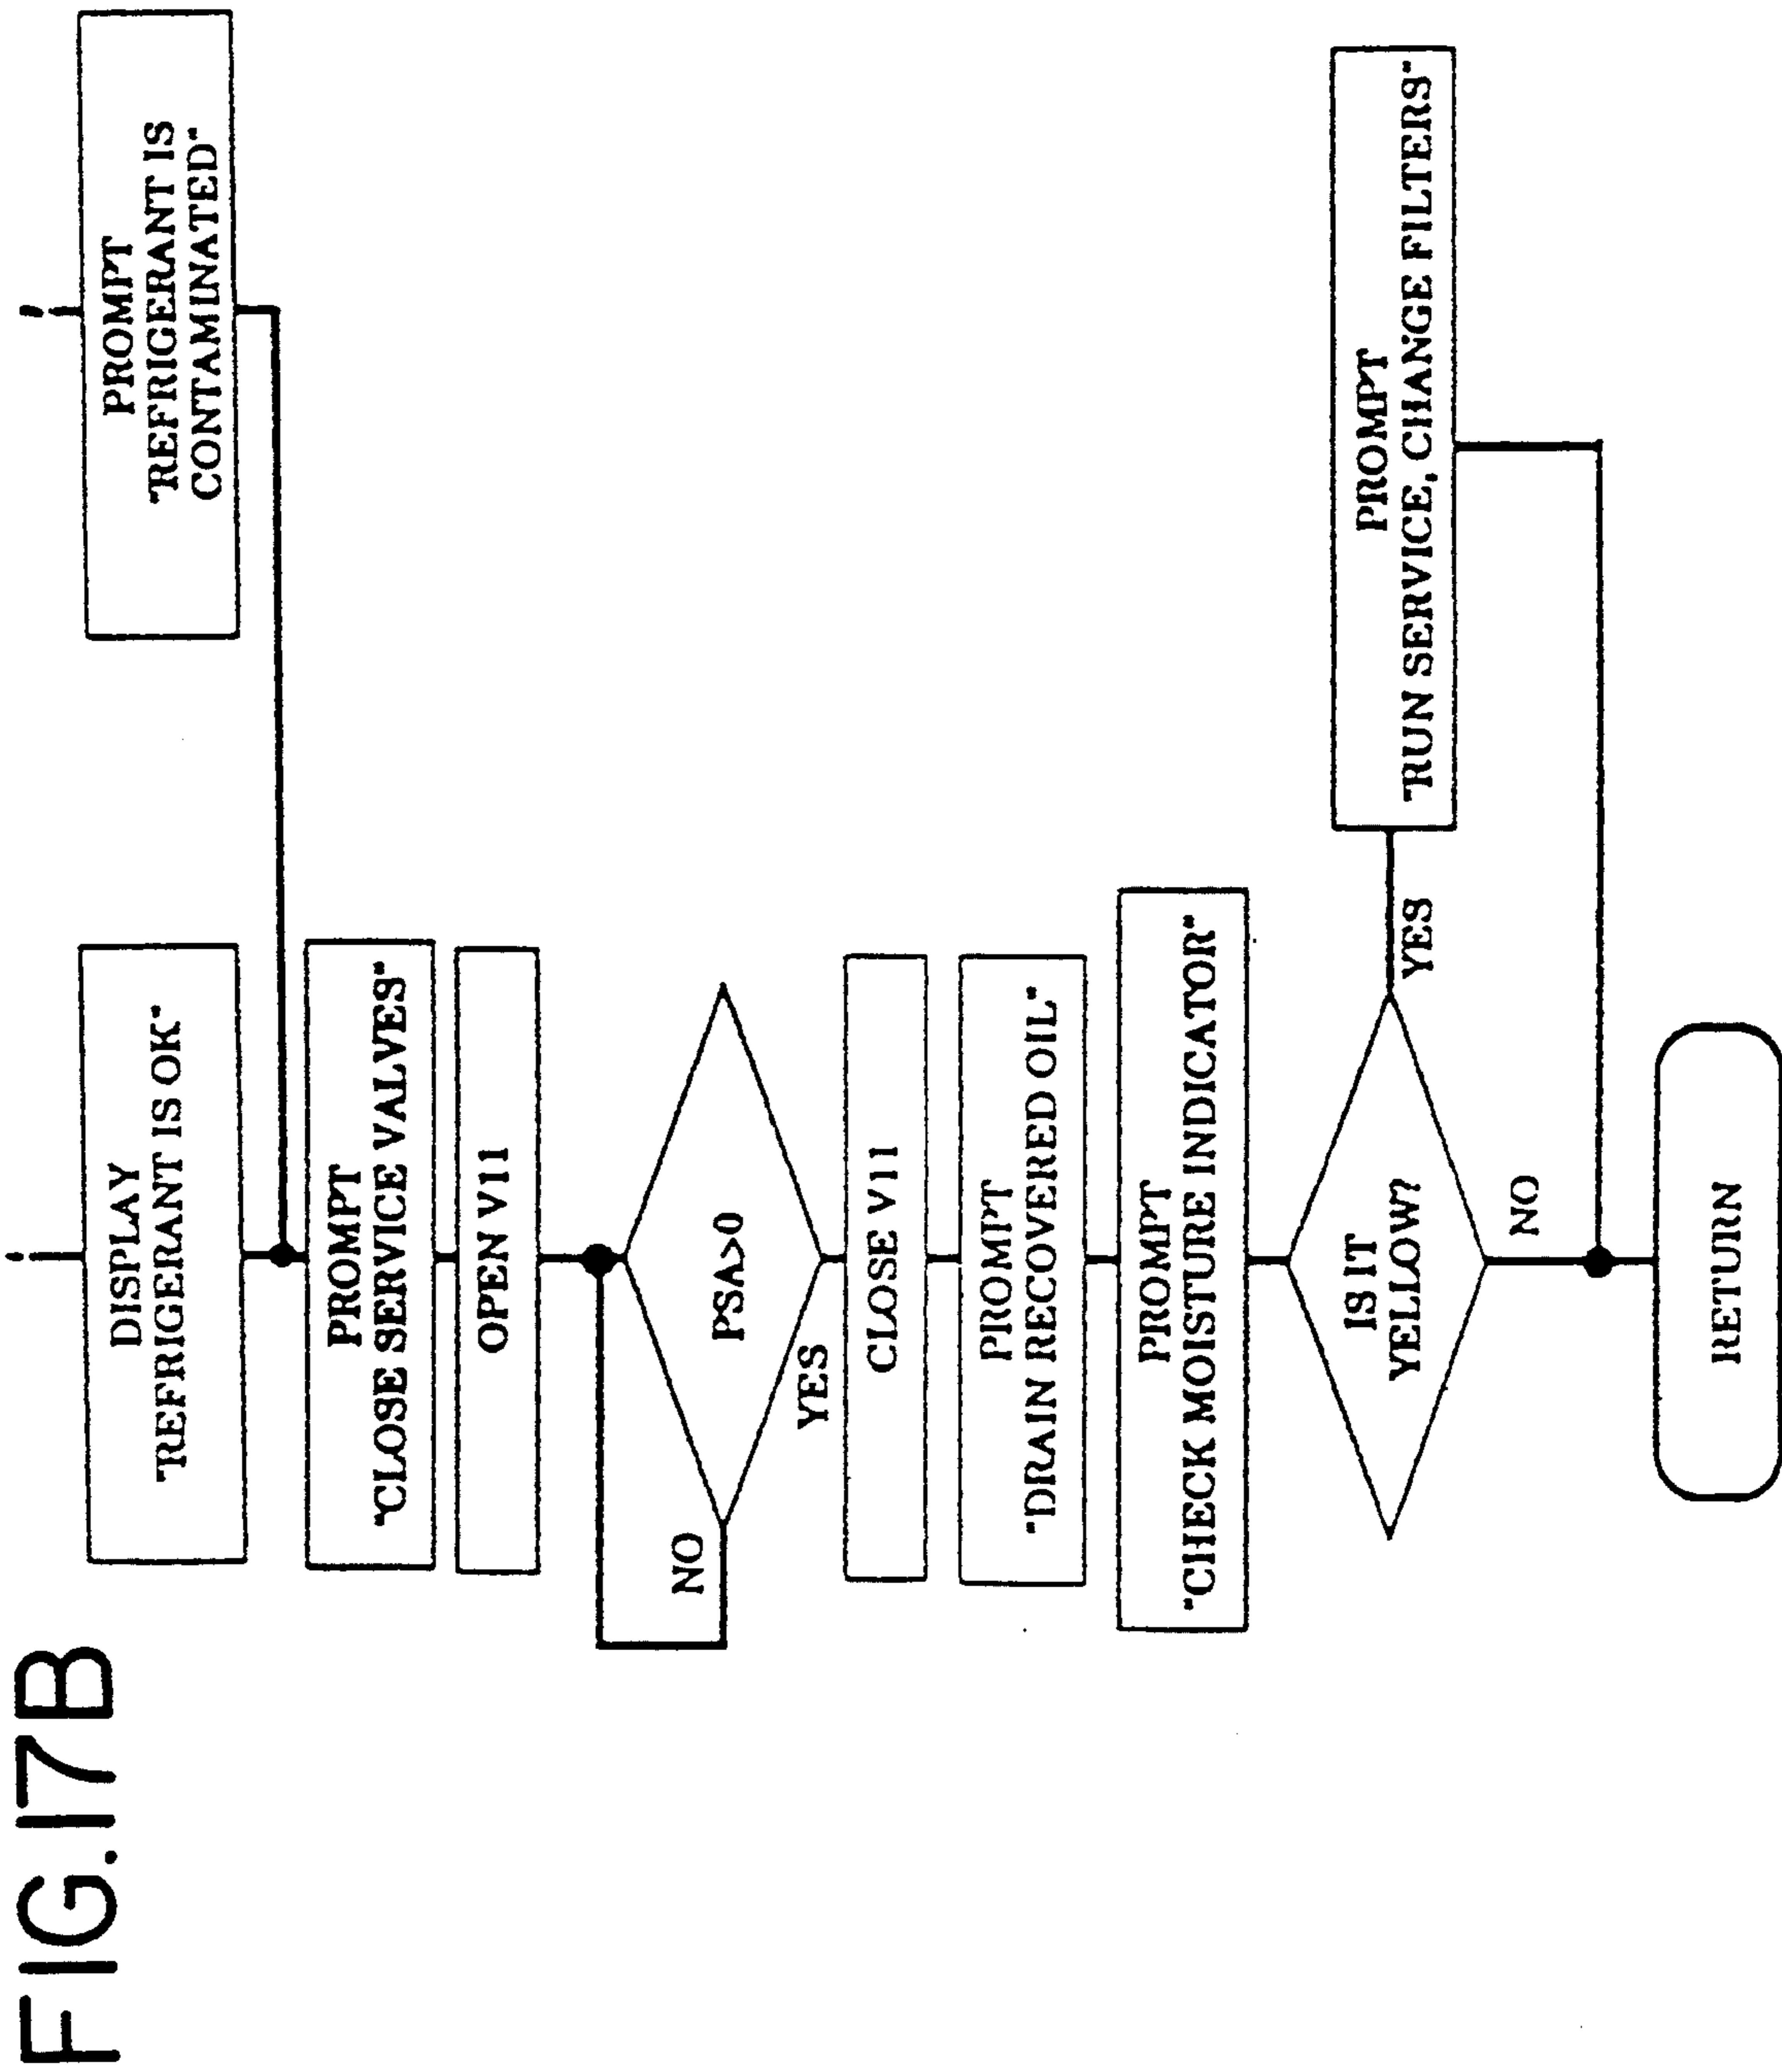 FIG.17B
DISPLAY
"REFRIGERANT IS OK"
PROMPT
"REFRIGERANT IS
CONTAMINATED"
PROMPT
"CLOSE SERVICE VALVES"
OPEN V11
PSA>0
NO
YES
CLOSE V11
PROMPT
"DRAIN RECOVERED OIL"
PROMPT
"CHECK MOISTURE INDICATOR"
IS IT
YELLOW?
YES
PROMPT
"RUN SERVICE, CHANGE FILTERS"
NO
RETURN